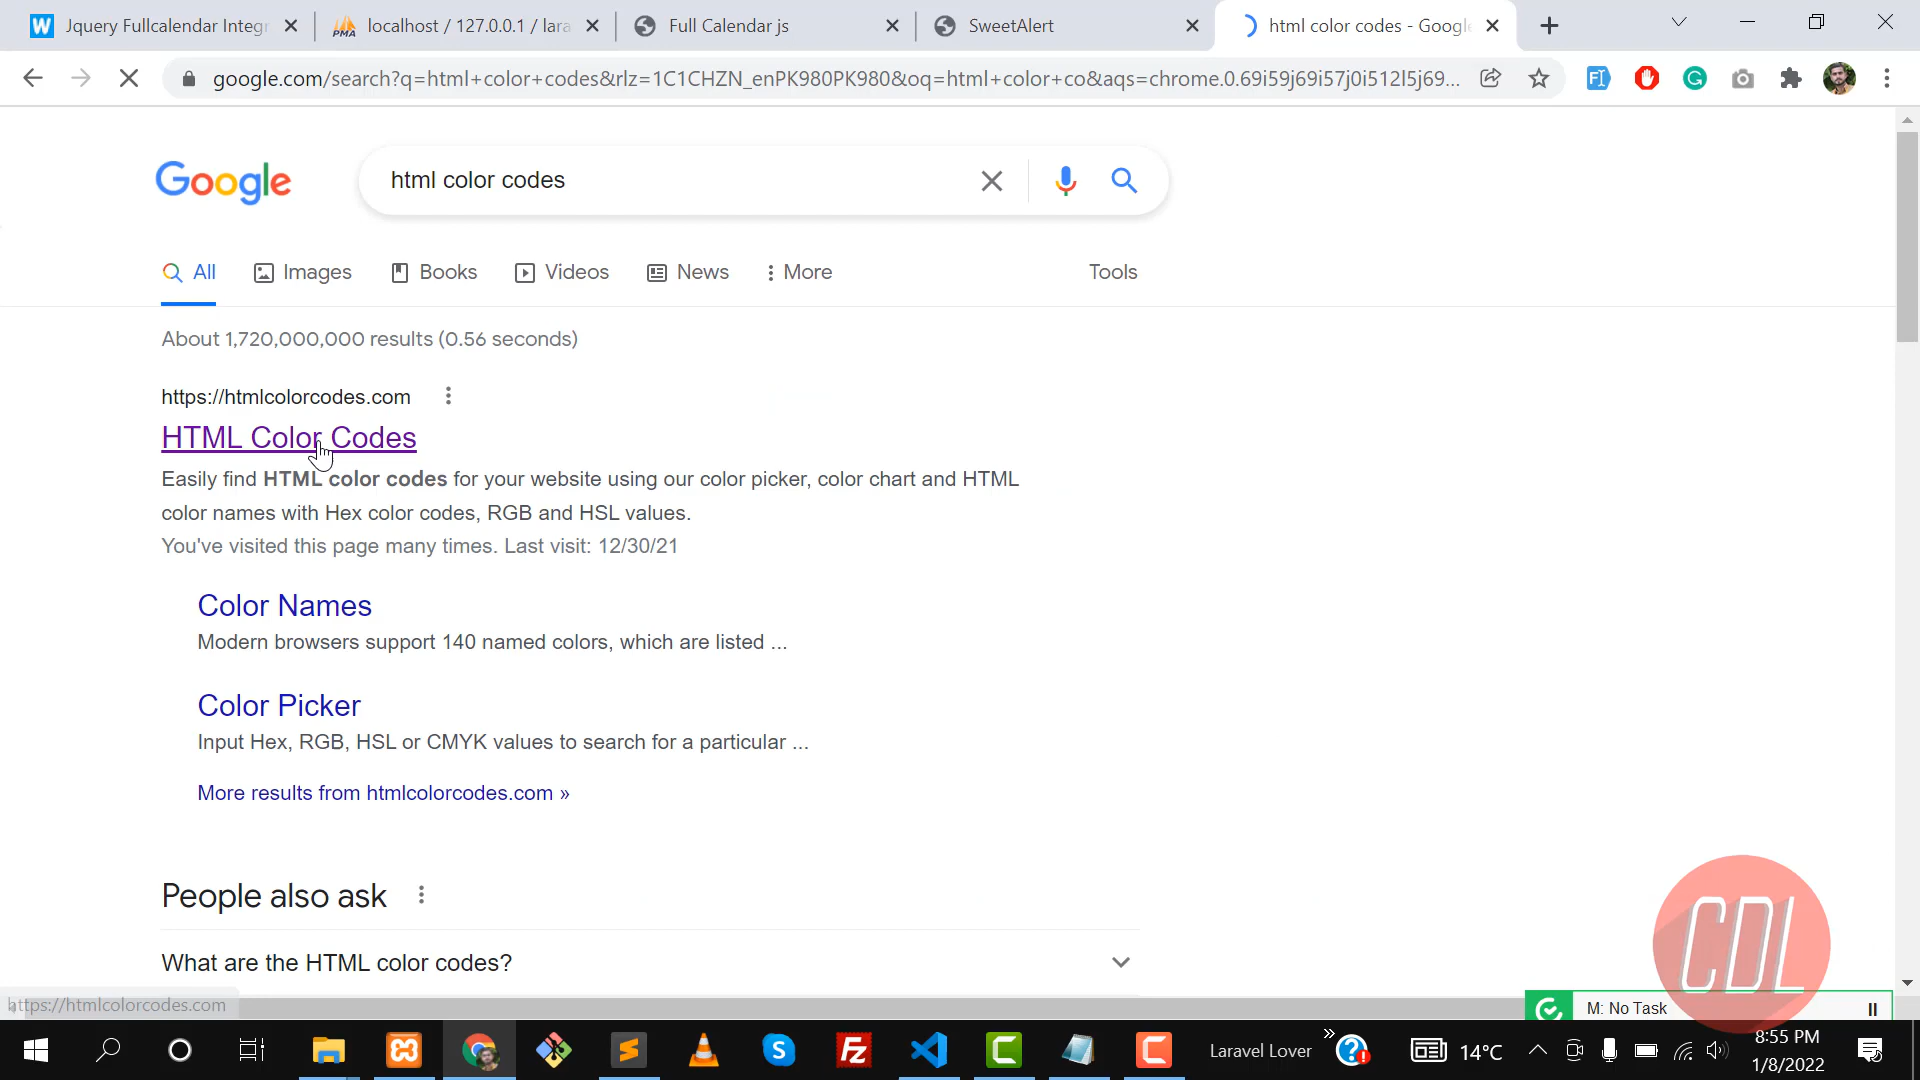 Jquery Fullcalendar Integr
localhost / 127.0.0.1 / lara
Full Calendar js
SweetAlert
html color codes - Google
google.com/search?q=html+color+codes&rlz=1C1CHZN_enPK980PK980&oq=html+color+co&aqs=chrome.0.69i59j69i57j0i512l5j69...
Google
html color codes
All
Images
Books
Videos
News
More
Tools
About 1,720,000,000 results (0.56 seconds)
https://htmlcolorcodes.com
HTML Color Codes
Easily find HTML color codes for your website using our color picker, color chart and HTML
color names with Hex color codes, RGB and HSL values.
You've visited this page many times. Last visit: 12/30/21
Color Names
Modern browsers support 140 named colors, which are listed ...
Color Picker
Input Hex, RGB, HSL or CMYK values to search for a particular ...
More results from htmlcolorcodes.com »
People also ask
What are the HTML color codes?
CDL
https://htmlcolorcodes.com
M: No Task
Laravel Lover
14°C
8:55 PM
1/8/2022